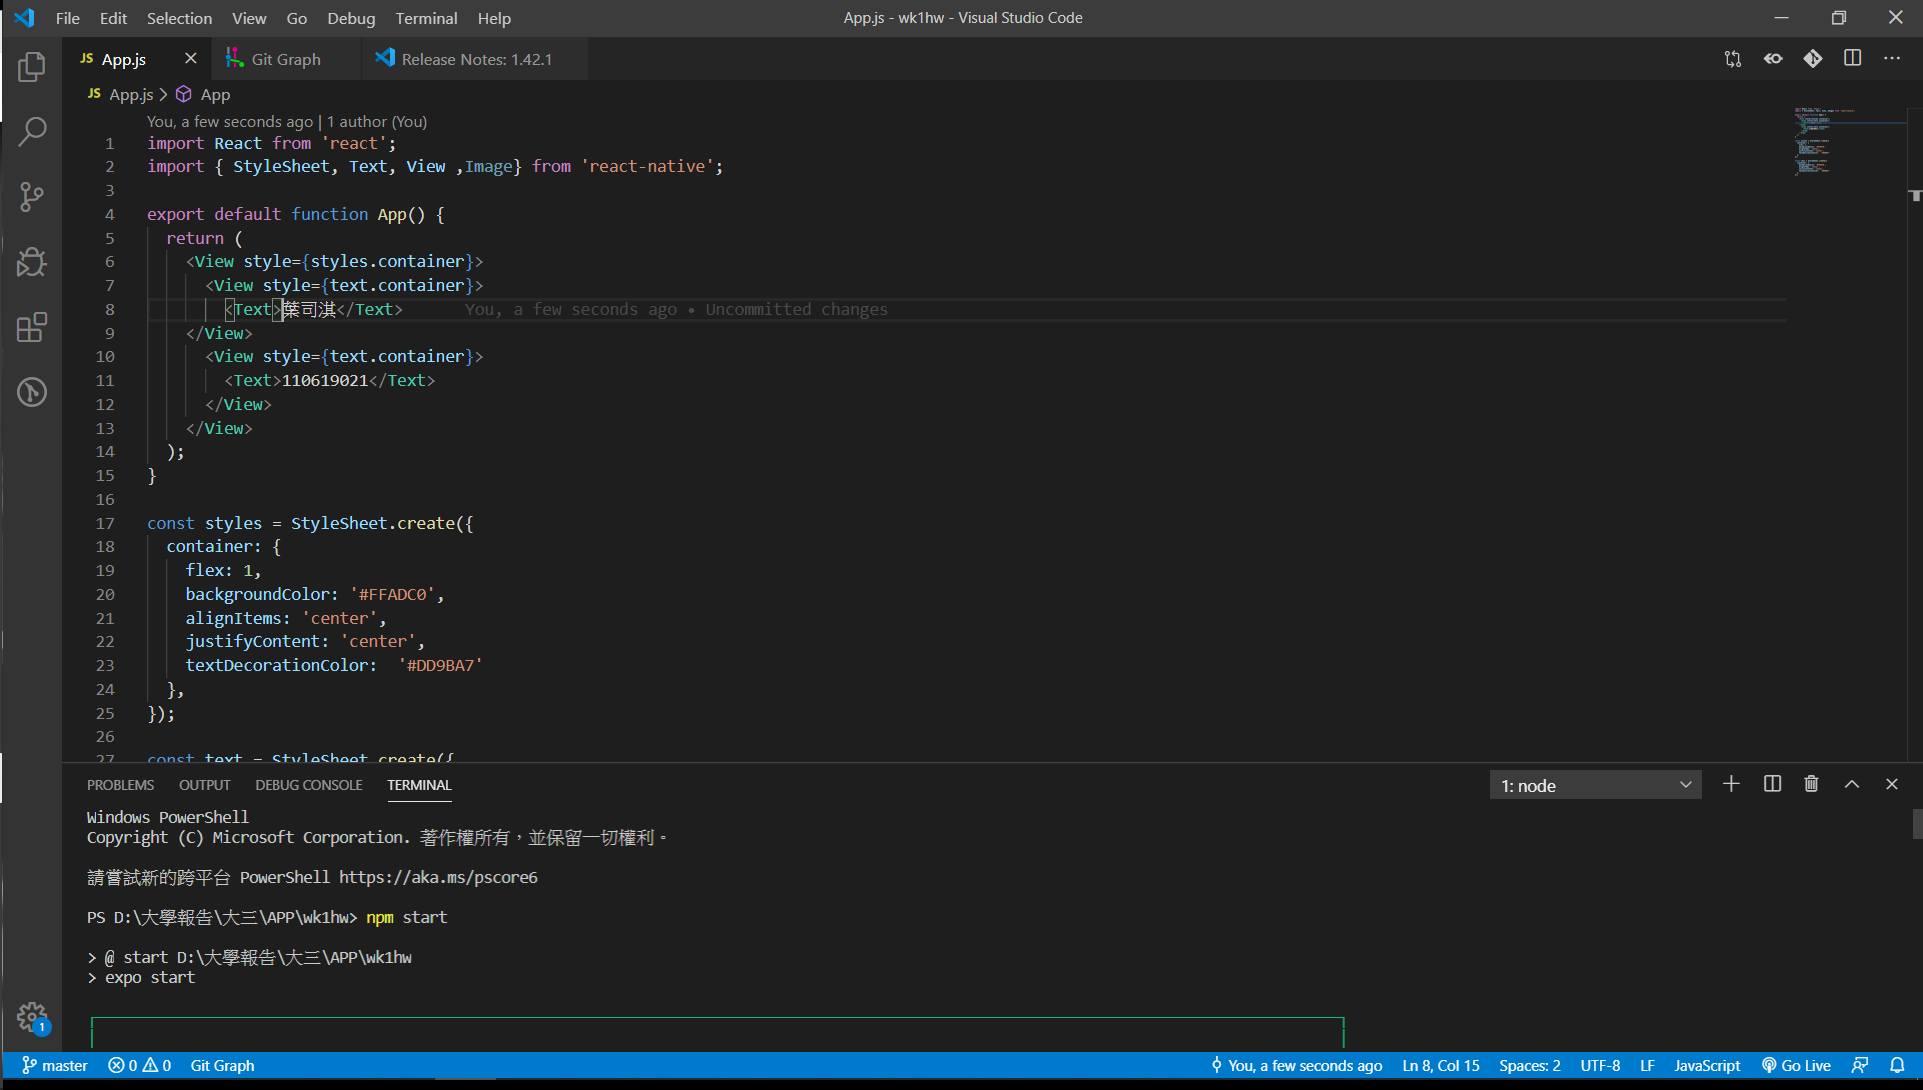 File Edit Selection View Go Debug Terminal Help App.js - wk1hw - Visual Studio Code
JS App.js Git Graph Release Notes: 1.42.1
JS App.js > App
You, a few seconds ago | 1 author (You)
1 import React from 'react';
2 import { StyleSheet, Text, View ,Image} from 'react-native';
3
4 export default function App() {
5 return (
6 <View style={styles.container}>
7 <View style={text.container}>
8 <Text>葉司淇</Text> You, a few seconds ago • Uncommitted changes
9 </View>
10 <View style={text.container}>
11 <Text>110619021</Text>
12 </View>
13 </View>
14 );
15 }
16
17 const styles = StyleSheet.create({
18 container: {
19 flex: 1,
20 backgroundColor: '#FFADC0',
21 alignItems: 'center',
22 justifyContent: 'center',
23 textDecorationColor:  '#DD9BA7'
24 },
25 });
26
27 const text = StyleSheet.create({
PROBLEMS OUTPUT DEBUG CONSOLE TERMINAL 1: node
Windows PowerShell
Copyright (C) Microsoft Corporation. 著作權所有，並保留一切權利。
請嘗試新的跨平台 PowerShell https://aka.ms/pscore6
PS D:\大學報告\大三\APP\wk1hw> npm start
> @ start D:\大學報告\大三\APP\wk1hw
> expo start
1
master 0 0 Git Graph You, a few seconds ago Ln 8, Col 15 Spaces: 2 UTF-8 LF JavaScript Go Live